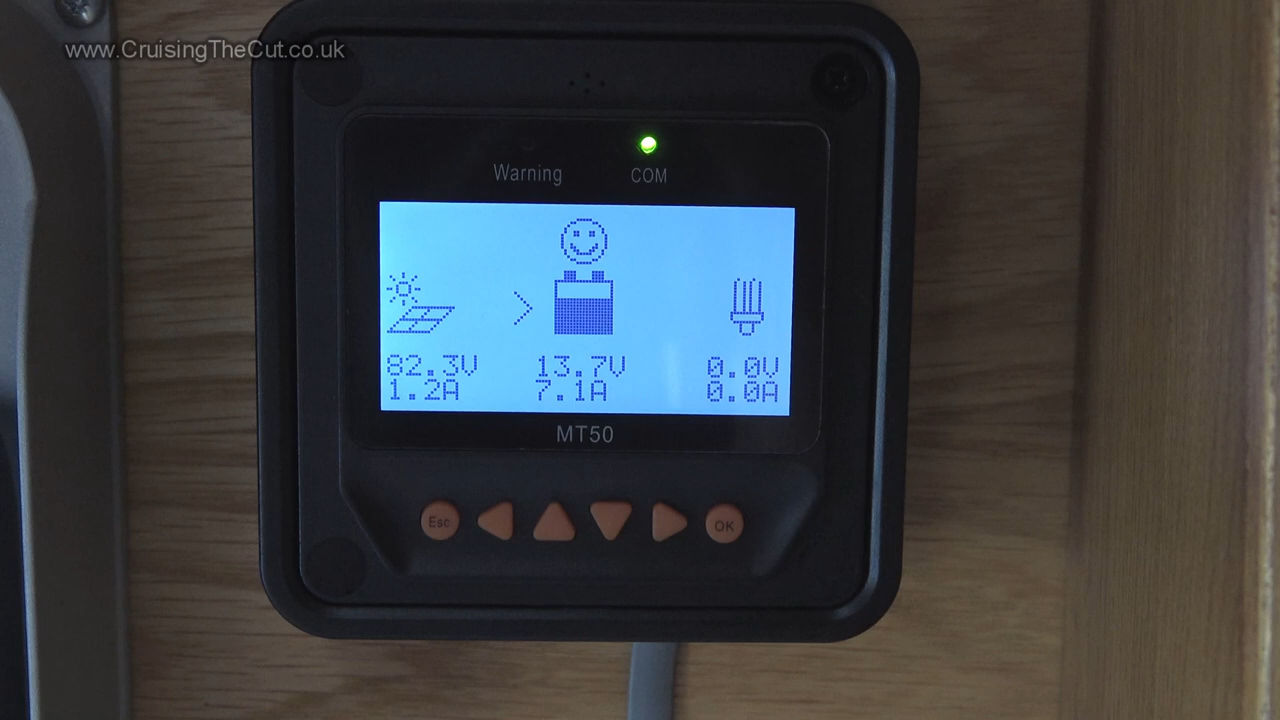 www.CruisingTheCut.co.uk
Warning COM
82.3V 13.7V 0.0V
1.2A 7.1A 0.0A
MT50
Esc OK